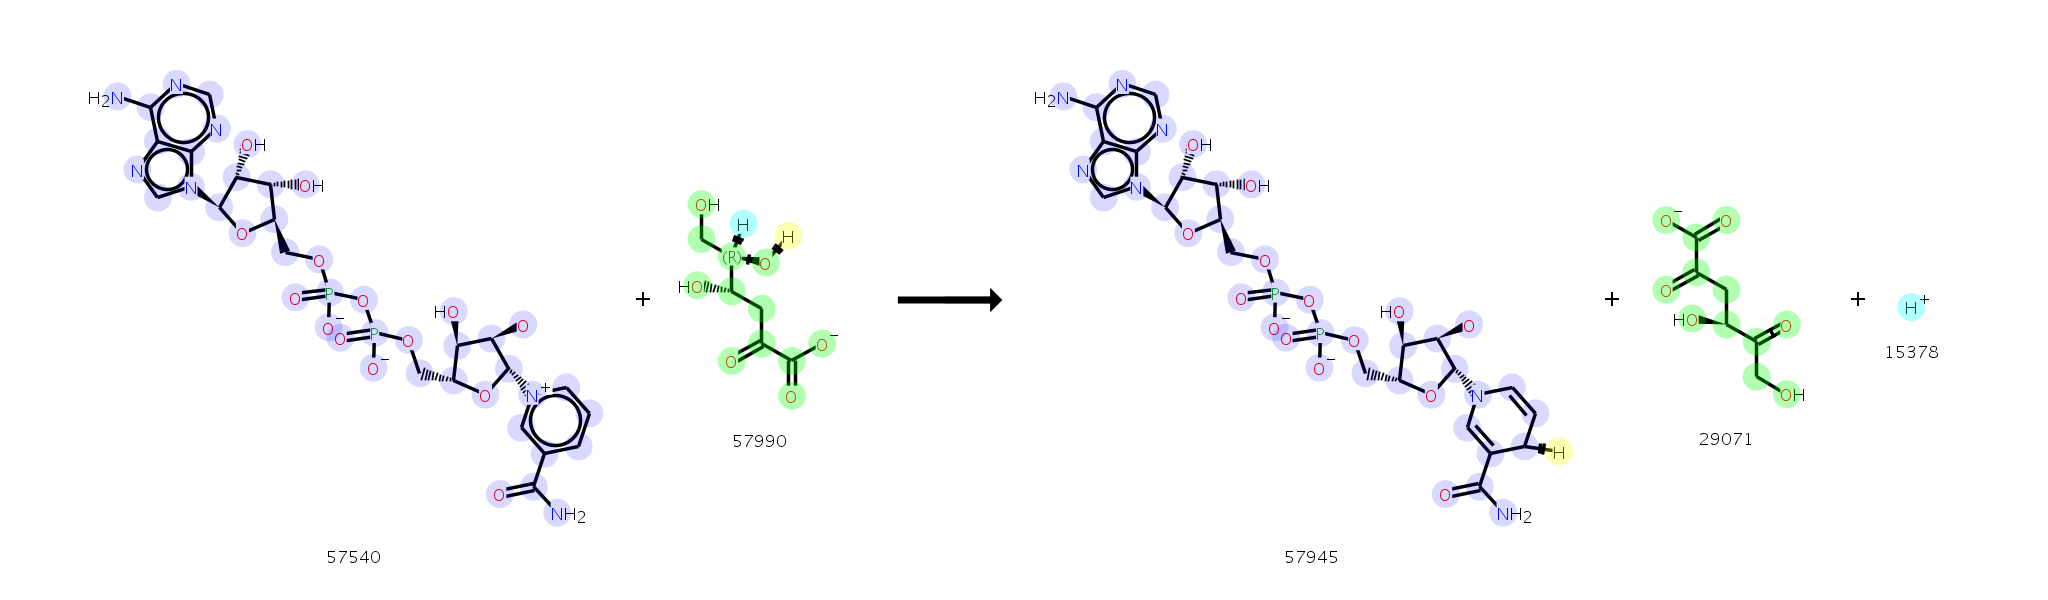 H2N N N N N OH OH O O O P O − O O P O − O O HO O O N + O NH2
57540
+
OH H H (R) O HO O O − O
57990
+
H2N N N N N OH OH O O O P O − O O P O − O O HO O O N H O NH2
57945
+
O − O O HO O OH
29071
+
H+
15378